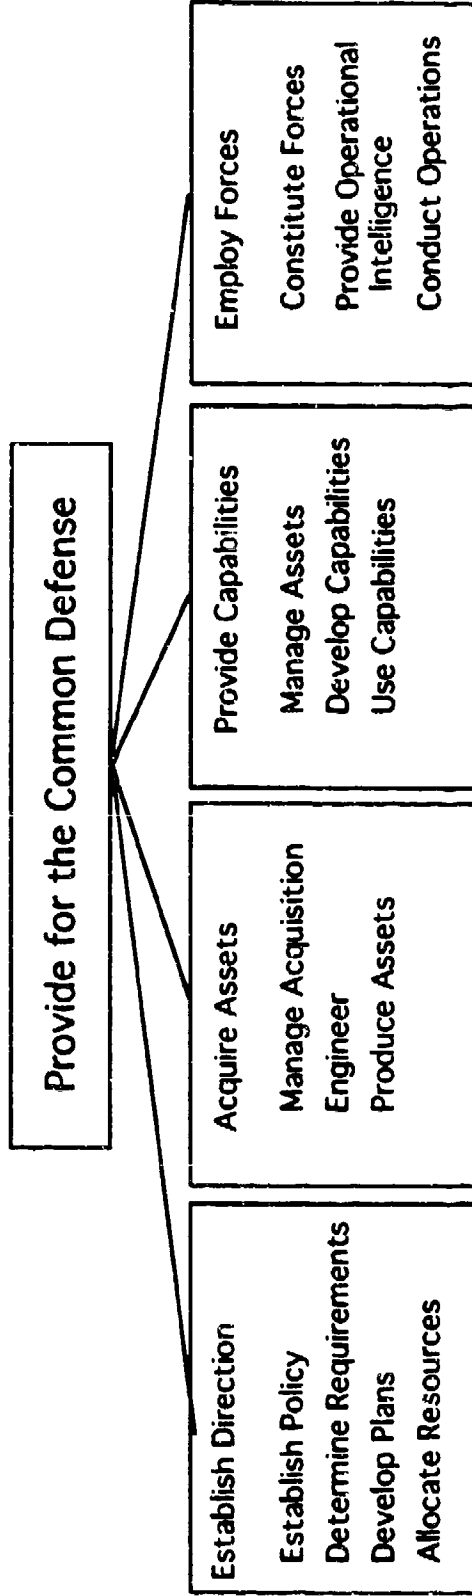 Provide for the Common Defense
Establish Direction
Establish Policy
Determine Requirements
Develop Plans
Allocate Resources
Acquire Assets
Manage Acquisition
Engineer
Produce Assets
Provide Capabilities
Manage Assets
Develop Capabilities
Use Capabilities
Employ Forces
Constitute Forces
Provide Operational
Intelligence
Conduct Operations